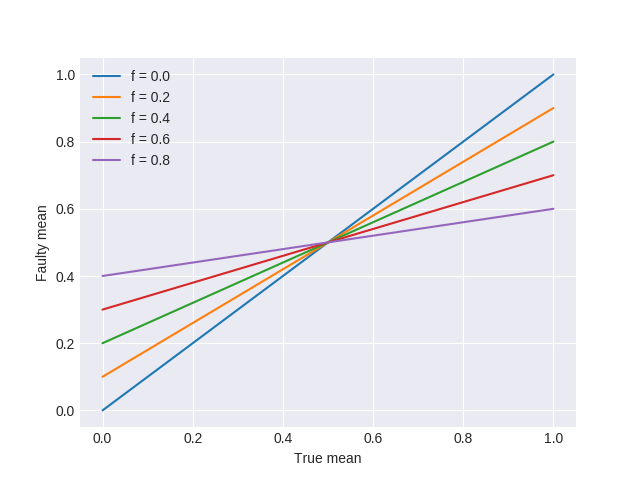 f = 0.0
f = 0.2
f = 0.4
f = 0.6
f = 0.8
1.0
0.8
0.6
0.4
0.2
0.0
Faulty mean
0.0 0.2 0.4 0.6 0.8 1.0
True mean